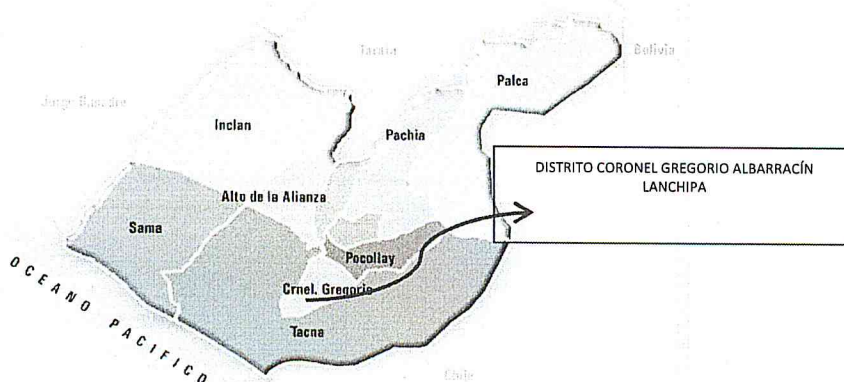 Tarata
Bolivia
Palca
Jorge Basadre
Inclan
Pachia
DISTRITO CORONEL GREGORIO ALBARRACÍN
LANCHIPA
Alto de la Alianza
Sama
Pocollay
OCEANO PACIFICO
Crnel. Gregorio
Tacna
Chile